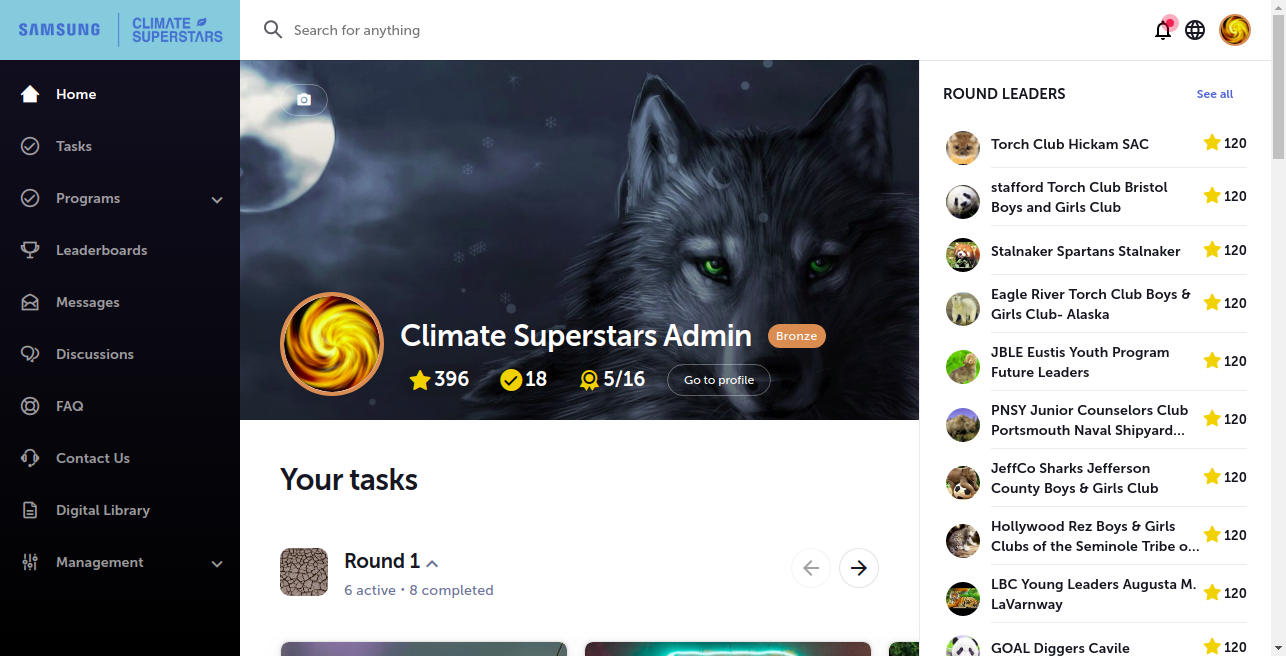 SAMSUNG
CLIMATE
SUPERSTARS
Search for anything
Home
Tasks
Programs
Leaderboards
Messages
Discussions
FAQ
Contact Us
Digital Library
Management
Climate Superstars Admin
Bronze
396
18
5/16
Go to profile
Your tasks
Round 1
6 active • 8 completed
ROUND LEADERS
See all
Torch Club Hickam SAC
120
stafford Torch Club Bristol
Boys and Girls Club
120
Stalnaker Spartans Stalnaker
120
Eagle River Torch Club Boys &
Girls Club- Alaska
120
JBLE Eustis Youth Program
Future Leaders
120
PNSY Junior Counselors Club
Portsmouth Naval Shipyard...
120
JeffCo Sharks Jefferson
County Boys & Girls Club
120
Hollywood Rez Boys & Girls
Clubs of the Seminole Tribe o...
120
LBC Young Leaders Augusta M.
LaVarnway
120
GOAL Diggers Cavile
120